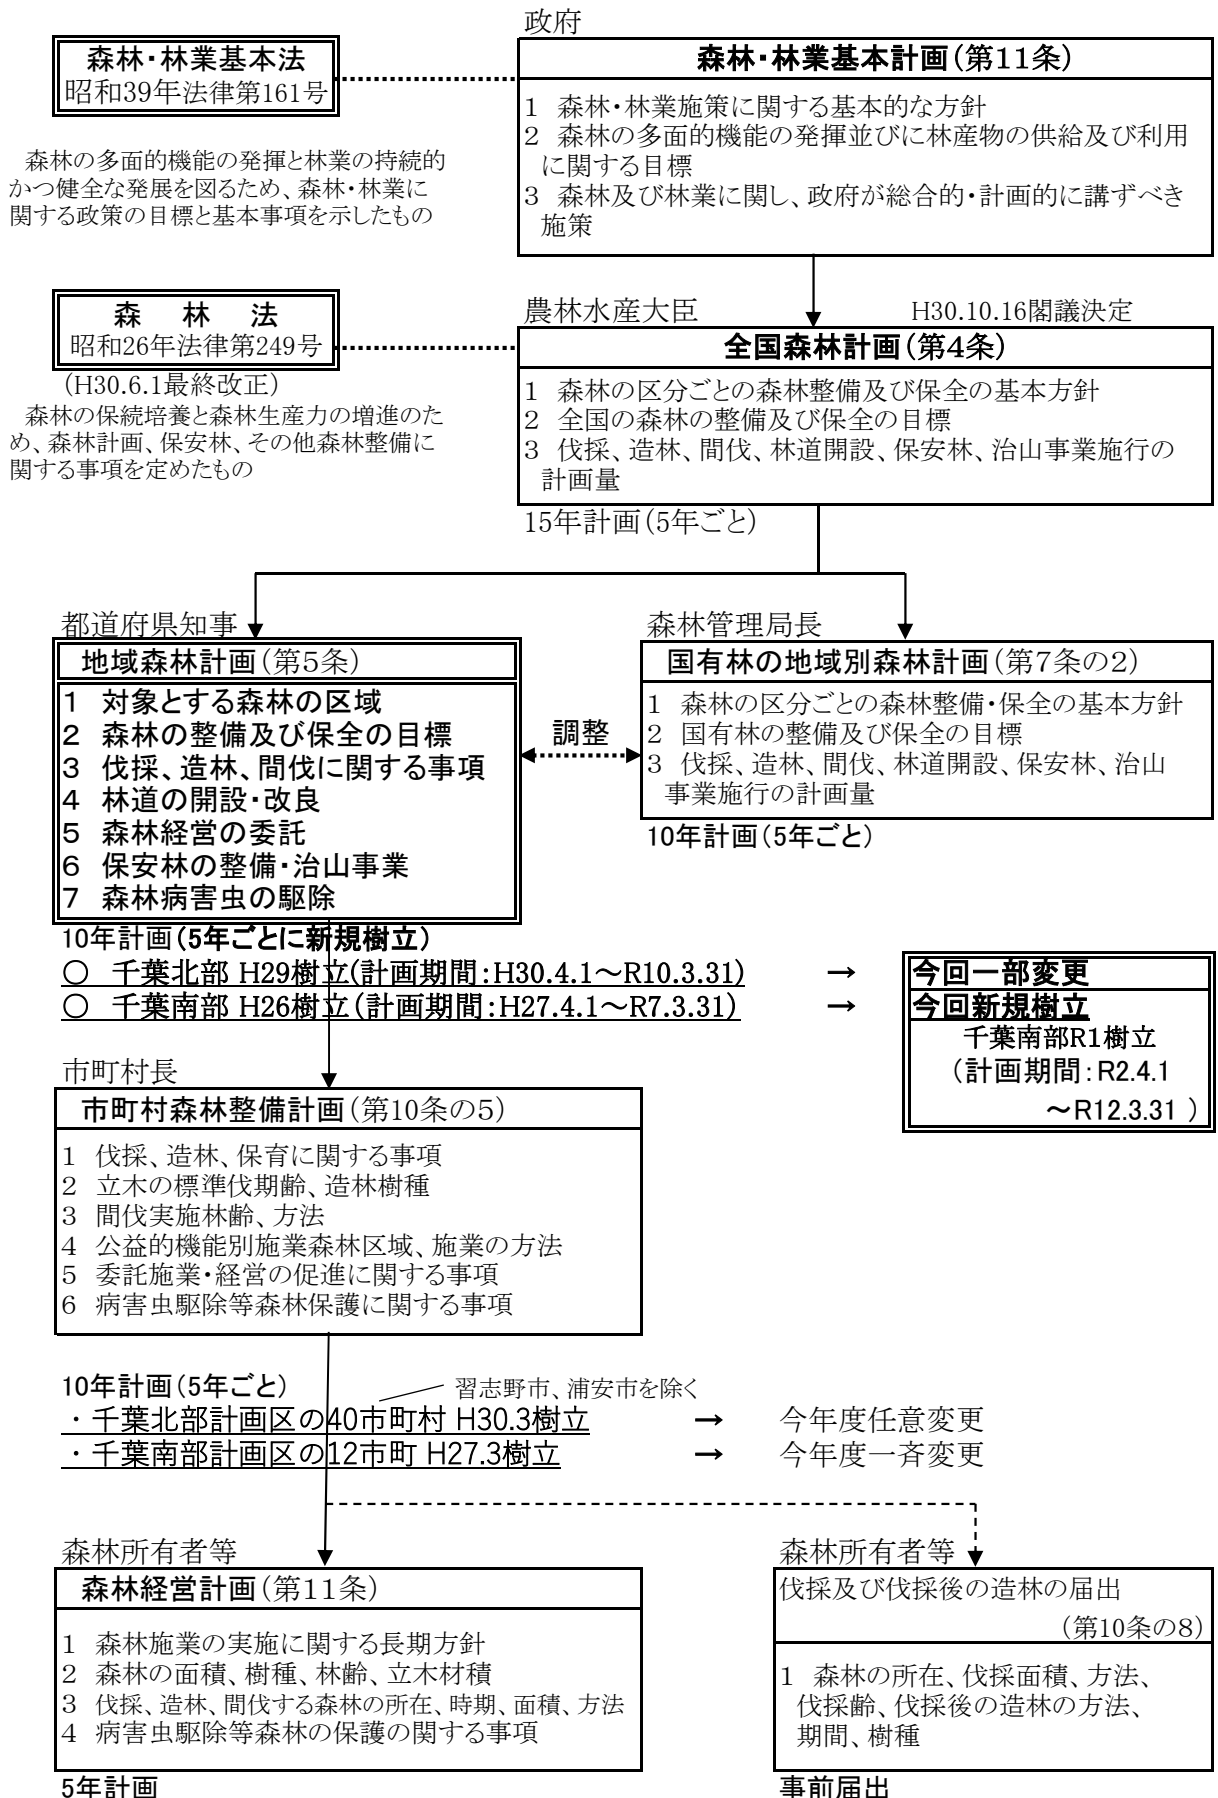 政府
森林・林業基本法
昭和39年法律第161号
森林・林業基本計画(第11条)
1 森林・林業施策に関する基本的な方針
2 森林の多面的機能の発揮並びに林産物の供給及び利用
に関する目標
3 森林及び林業に関し、政府が総合的・計画的に講ずべき
施策
森林の多面的機能の発揮と林業の持続的
かつ健全な発展を図るため、森林・林業に
関する政策の目標と基本事項を示したもの
森 林 法
昭和26年法律第249号
(H30.6.1最終改正)
森林の保続培養と森林生産力の増進のた
め、森林計画、保安林、その他森林整備に
関する事項を定めたもの
農林水産大臣 H30.10.16閣議決定
全国森林計画(第4条)
1 森林の区分ごとの森林整備及び保全の基本方針
2 全国の森林の整備及び保全の目標
3 伐採、造林、間伐、林道開設、保安林、治山事業施行の
計画量
15年計画(5年ごと)
都道府県知事
地域森林計画(第5条)
1 対象とする森林の区域
2 森林の整備及び保全の目標
3 伐採、造林、間伐に関する事項
4 林道の開設・改良
5 森林経営の委託
6 保安林の整備・治山事業
7 森林病害虫の駆除
調整
森林管理局長
国有林の地域別森林計画(第7条の2)
1 森林の区分ごとの森林整備・保全の基本方針
2 国有林の整備及び保全の目標
3 伐採、造林、間伐、林道開設、保安林、治山
事業施行の計画量
10年計画(5年ごと)
10年計画(5年ごとに新規樹立)
○ 千葉北部 H29樹立(計画期間:H30.4.1~R10.3.31) →
○ 千葉南部 H26樹立(計画期間:H27.4.1~R7.3.31) →
今回一部変更
今回新規樹立
千葉南部R1樹立
(計画期間:R2.4.1
~R12.3.31 )
市町村長
市町村森林整備計画(第10条の5)
1 伐採、造林、保育に関する事項
2 立木の標準伐期齢、造林樹種
3 間伐実施林齢、方法
4 公益的機能別施業森林区域、施業の方法
5 委託施業・経営の促進に関する事項
6 病害虫駆除等森林保護に関する事項
10年計画(5年ごと) 習志野市、浦安市を除く
・千葉北部計画区の40市町村 H30.3樹立 → 今年度任意変更
・千葉南部計画区の12市町 H27.3樹立 → 今年度一斉変更
森林所有者等
森林経営計画(第11条)
1 森林施業の実施に関する長期方針
2 森林の面積、樹種、林齢、立木材積
3 伐採、造林、間伐する森林の所在、時期、面積、方法
4 病害虫駆除等森林の保護の関する事項
5年計画
森林所有者等
伐採及び伐採後の造林の届出
(第10条の8)
1 森林の所在、伐採面積、方法、
伐採齢、伐採後の造林の方法、
期間、樹種
事前届出